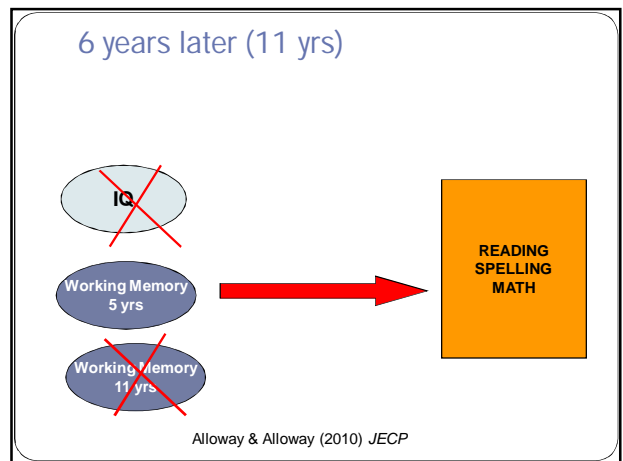 6 years later (11 yrs)
IQ
Working Memory
5 yrs
Working Memory
11 yrs
READING
SPELLING
MATH
Alloway & Alloway (2010) JECP